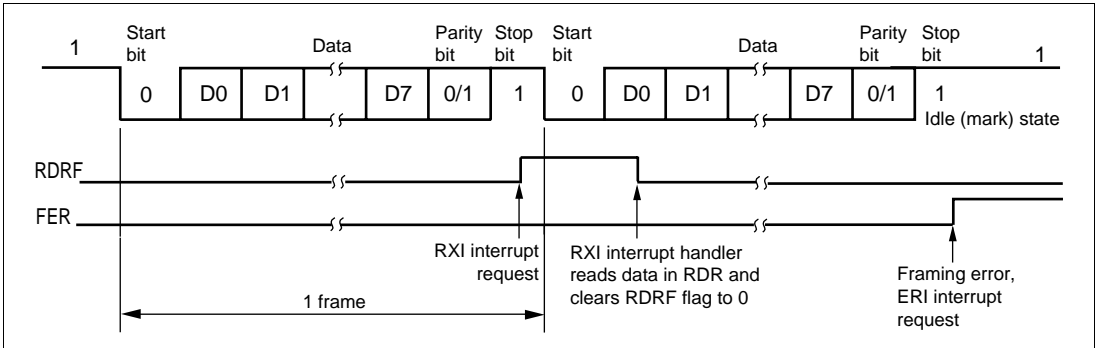 1 Start bit Data Parity bit Stop bit Start bit Data Parity bit Stop bit 1
0 D0 D1 D7 0/1 1 0 D0 D1 D7 0/1 1
Idle (mark) state
RDRF
FER
RXI interrupt
request
RXI interrupt handler
reads data in RDR and
clears RDRF flag to 0
Framing error,
ERI interrupt
request
1 frame